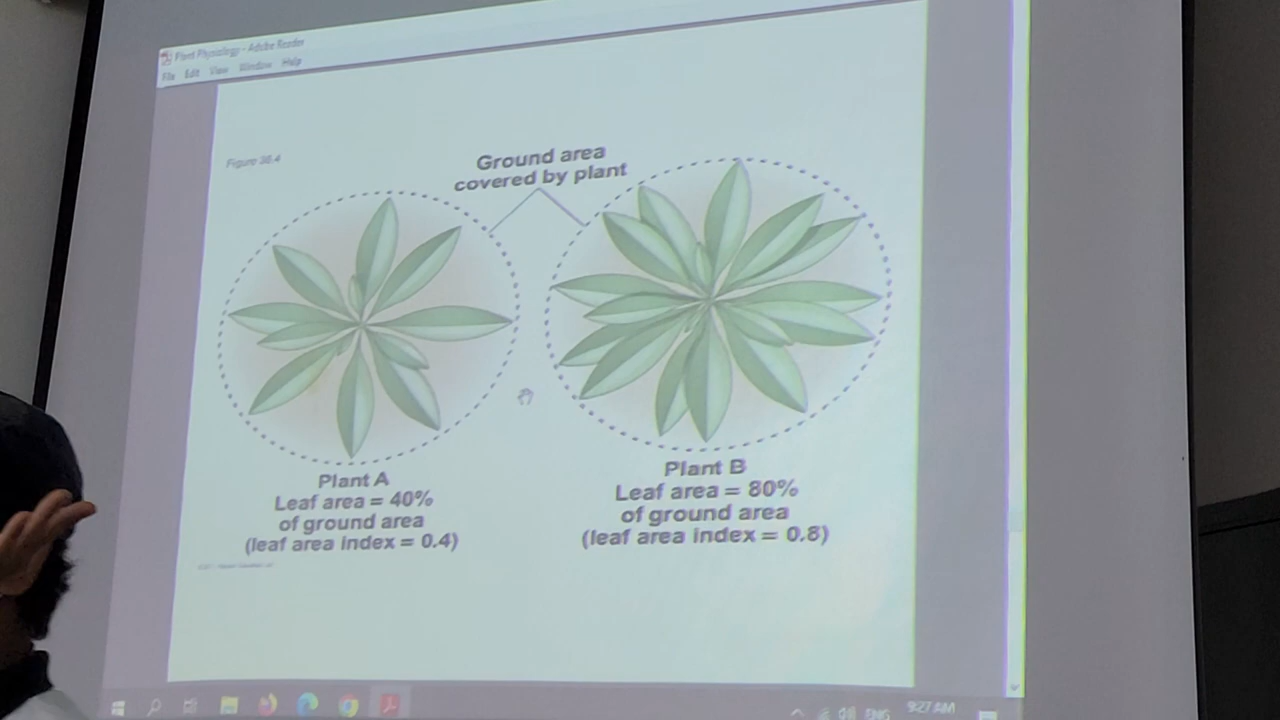 Plant Physiology - Adobe Reader
File Edit View Window Help
Figure 36.4
Ground area
covered by plant
Plant A
Leaf area = 40%
of ground area
(leaf area index = 0.4)
Plant B
Leaf area = 80%
of ground area
(leaf area index = 0.8)
ENG
9:27 AM